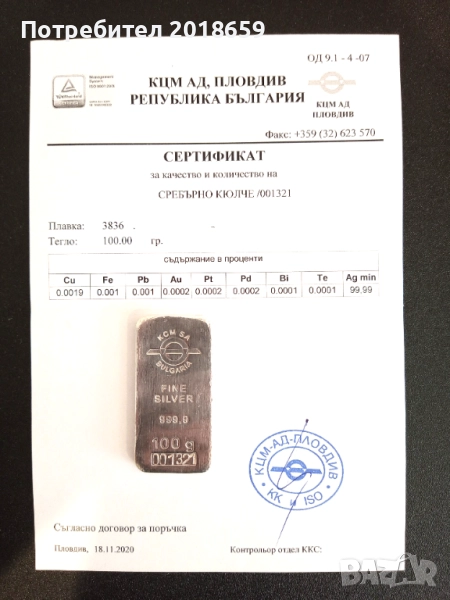 Потребител 2018659
ОД 9.1 - 4 -07
Management
System
КЦМ АД, ПЛОВДИВ
РЕПУБЛИКА БЪЛГАРИЯ
КЦМ АД
ПЛОВДИВ
Факс: +359 (32) 623 570
СЕРТИФИКАТ
за качество и количество на
СРЕБЪРНО КЮЛЧЕ /001321
Плавка: 3836 . -
Тегло: 100.00 гр.
съдържание в проценти
Cu Fe Pb Au Pt Pd Bi Te Ag min
0.0019 0.001 0.001 0.0002 0.0002 0.0002 0.0001 0.0001 99.99
KCM SA
BULGARIA
FINE
SILVER
999,9
100 g
001321
КЦМ-АД-ПЛОВДИВ
КК и ISO
Съгласно договор за поръчка
Пловдив, 18.11.2020
Контрольор отдел ККС:
BAZAR